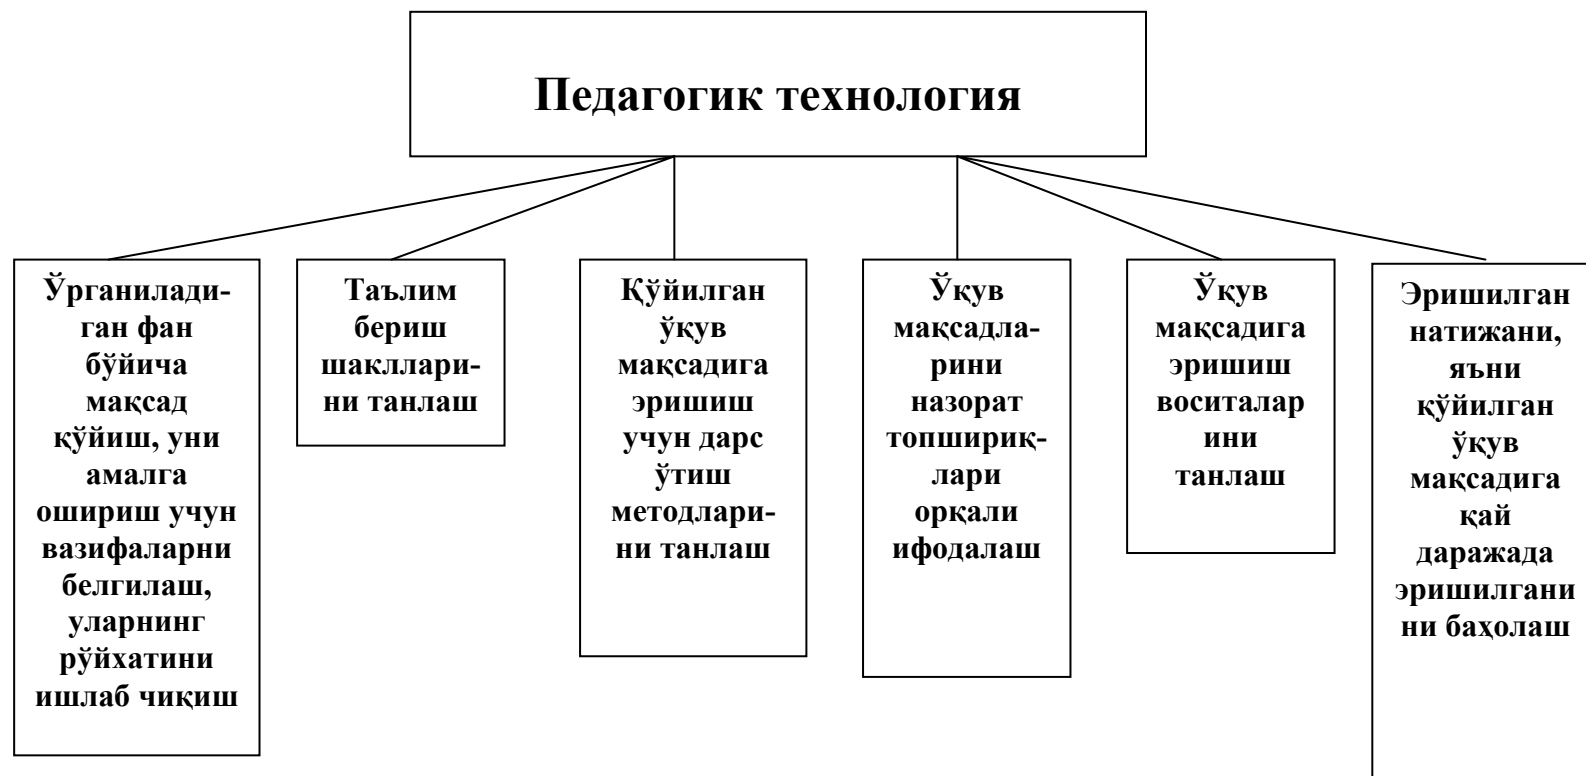 Педагогик технология
Ўрганилади-
ган фан
бўйича
мақсад
қўйиш, уни
амалга
ошириш учун
вазифаларни
белгилаш,
уларнинг
рўйхатини
ишлаб чиқиш
Таълим
бериш
шакллари-
ни танлаш
Қўйилган
ўқув
мақсадига
эришиш
учун дарс
ўтиш
методлари-
ни танлаш
Ўқув
мақсадла-
рини
назорат
топшириқ-
лари
орқали
ифодалаш
Ўқув
мақсадига
эришиш
воситалар
ини
танлаш
Эришилган
натижани,
яъни
қўйилган
ўқув
мақсадига
қай
даражада
эришилгани
ни баҳолаш